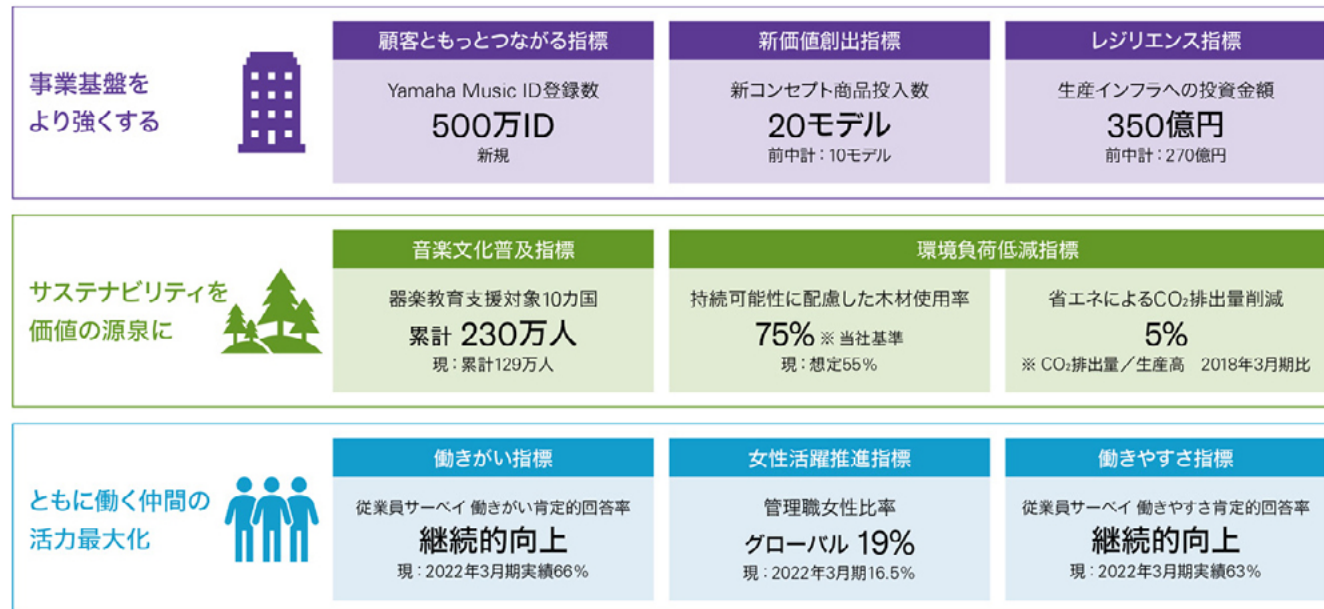 事業基盤を
より強くする
顧客ともっとつながる指標
Yamaha Music ID登録数
500万ID
新規
新価値創出指標
新コンセプト商品投入数
20モデル
前中計：10モデル
レジリエンス指標
生産インフラへの投資金額
350億円
前中計：270億円
サステナビリティを
価値の源泉に
音楽文化普及指標
器楽教育支援対象10カ国
累計 230万人
現：累計129万人
環境負荷低減指標
持続可能性に配慮した木材使用率
75% ※ 当社基準
現：想定55%
省エネによるCO₂排出量削減
5%
※ CO₂排出量／生産高　2018年3月期比
ともに働く仲間の
活力最大化
働きがい指標
従業員サーベイ 働きがい肯定的回答率
継続的向上
現：2022年3月期実績66%
女性活躍推進指標
管理職女性比率
グローバル 19%
現：2022年3月期16.5%
働きやすさ指標
従業員サーベイ 働きやすさ肯定的回答率
継続的向上
現：2022年3月期実績63%